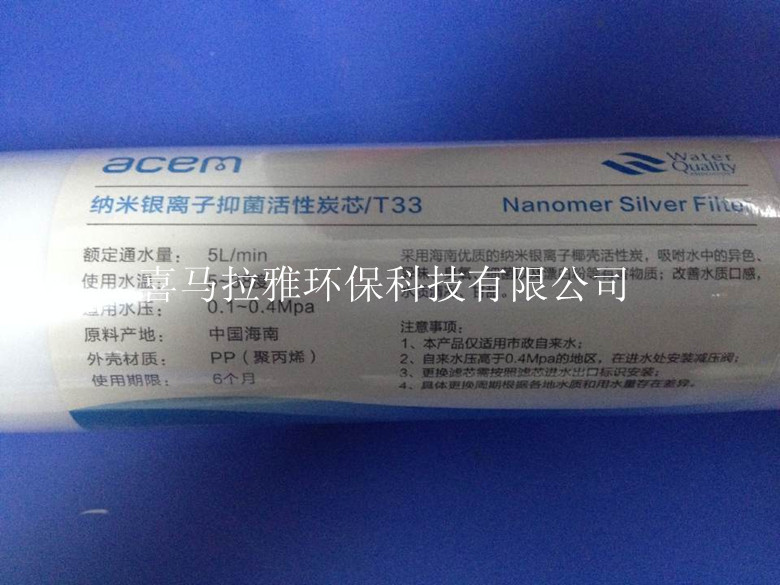 acem
Water
Quality
纳米银离子抑菌活性炭芯/T33
Nanomer Silver Filter
额定通水量: 5L/min
使用水温: 5
度
用水压: 0.1~0.4Mpa
原料产地: 中国海南
外壳材质: PP（聚丙烯）
使用期限: 6个月
采用海南优质的纳米银离子椰壳活性炭，吸附水中的异色、
物质；改善水质口感，
注意事项:
1、本产品仅适用市政自来水；
2、自来水压高于0.4Mpa的地区，在进水处安装减压阀；
3、更换滤芯需按照滤芯进水出口标识安装；
4、具体更换周期根据各地水质和用水量存在差异。
喜马拉雅环保科技有限公司